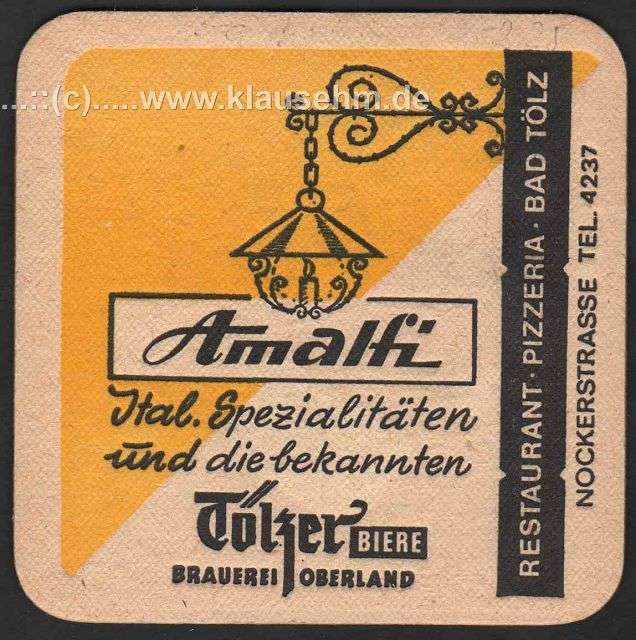 ...::(c).....www.klausehm.de
Amalfi
Ital. Spezialitäten
und die bekannten
Tölzer BIERE
BRAUEREI OBERLAND
RESTAURANT · PIZZERIA · BAD TÖLZ
NOCKERSTRASSE TEL. 4237